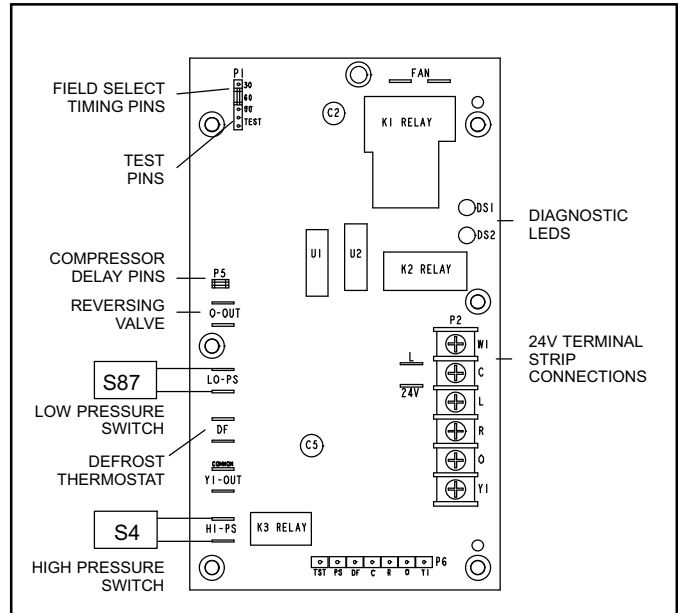 FIELD SELECT
TIMING PINS
P1
30
60
90
TEST
TEST
PINS
FAN
C2
K1 RELAY
DS1
DS2
DIAGNOSTIC
LEDS
U1
U2
K2 RELAY
COMPRESSOR
DELAY PINS
P5
REVERSING
VALVE
O-OUT
S87
LO-PS
LOW PRESSURE
SWITCH
DF
DEFROST
THERMOSTAT
COMMON
Y1-OUT
S4
HI-PS
HIGH PRESSURE
SWITCH
K3 RELAY
C5
L
24V
P2
W1
C
L
R
O
Y1
24V TERMINAL
STRIP
CONNECTIONS
TST PS DF C R O Y1
P6